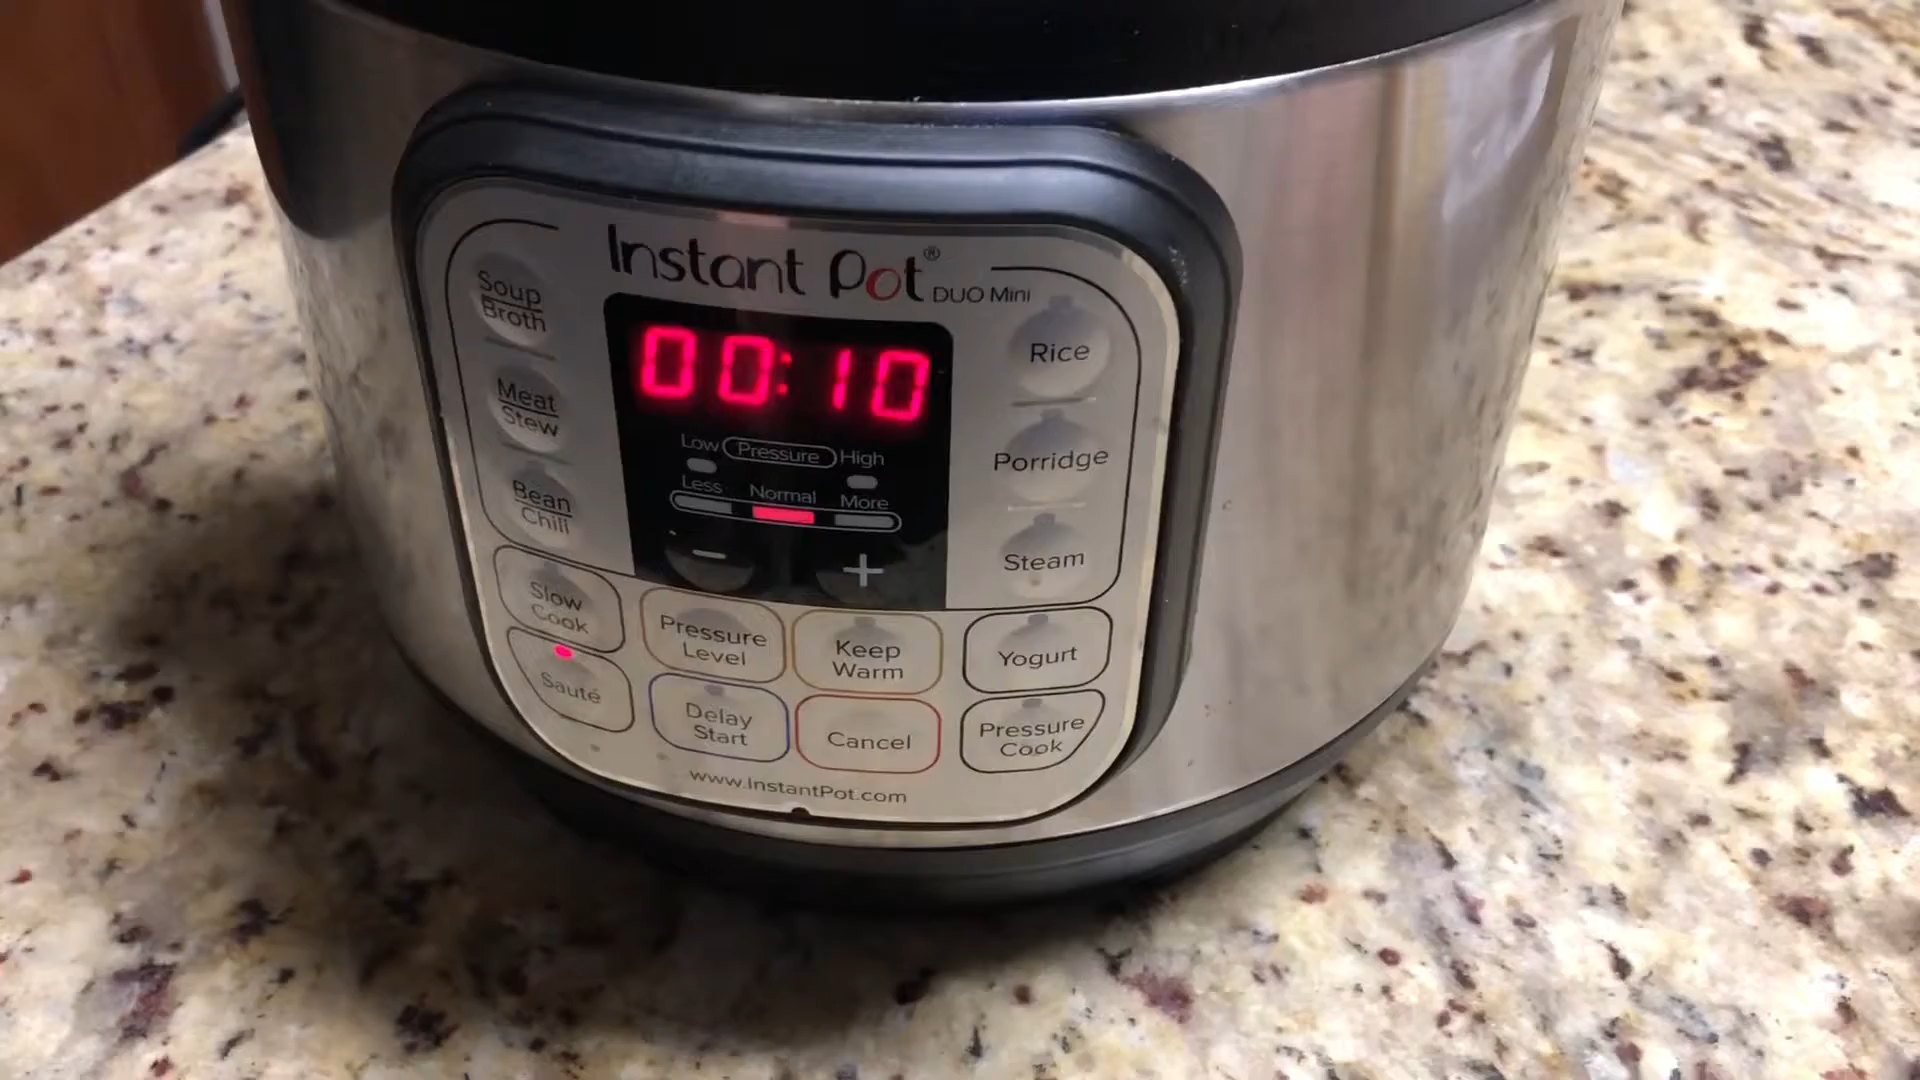 Instant Pot® DUO Mini
00:10
Low Pressure High
Less Normal More
− +
Soup
Broth
Meat
Stew
Bean
Chili
Rice
Porridge
Steam
Slow
Cook
Sauté
Pressure
Level
Keep
Warm
Yogurt
Delay
Start
Cancel
Pressure
Cook
www.InstantPot.com